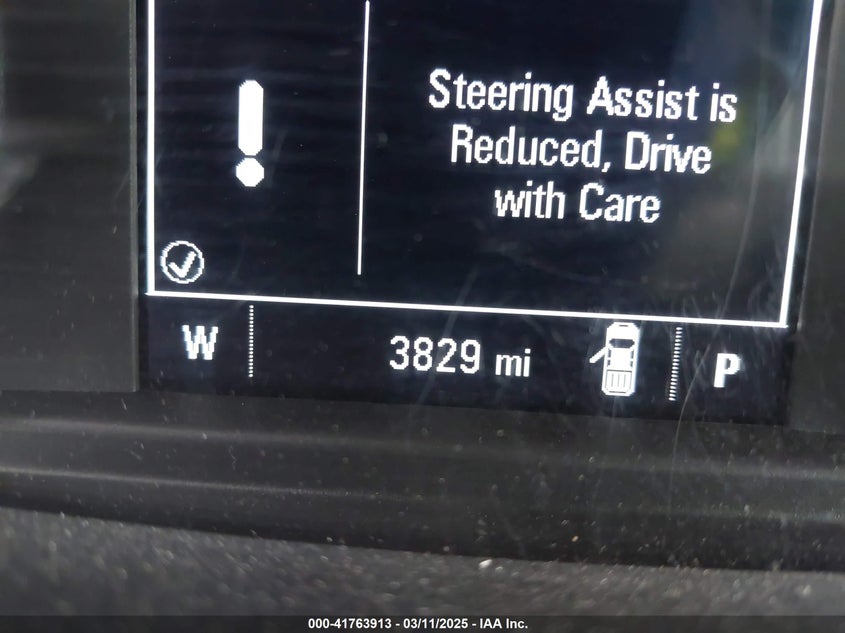 Steering Assist is
Reduced, Drive
with Care
W 3829 mi P
000-41763913 - 03/11/2025 - IAA Inc.